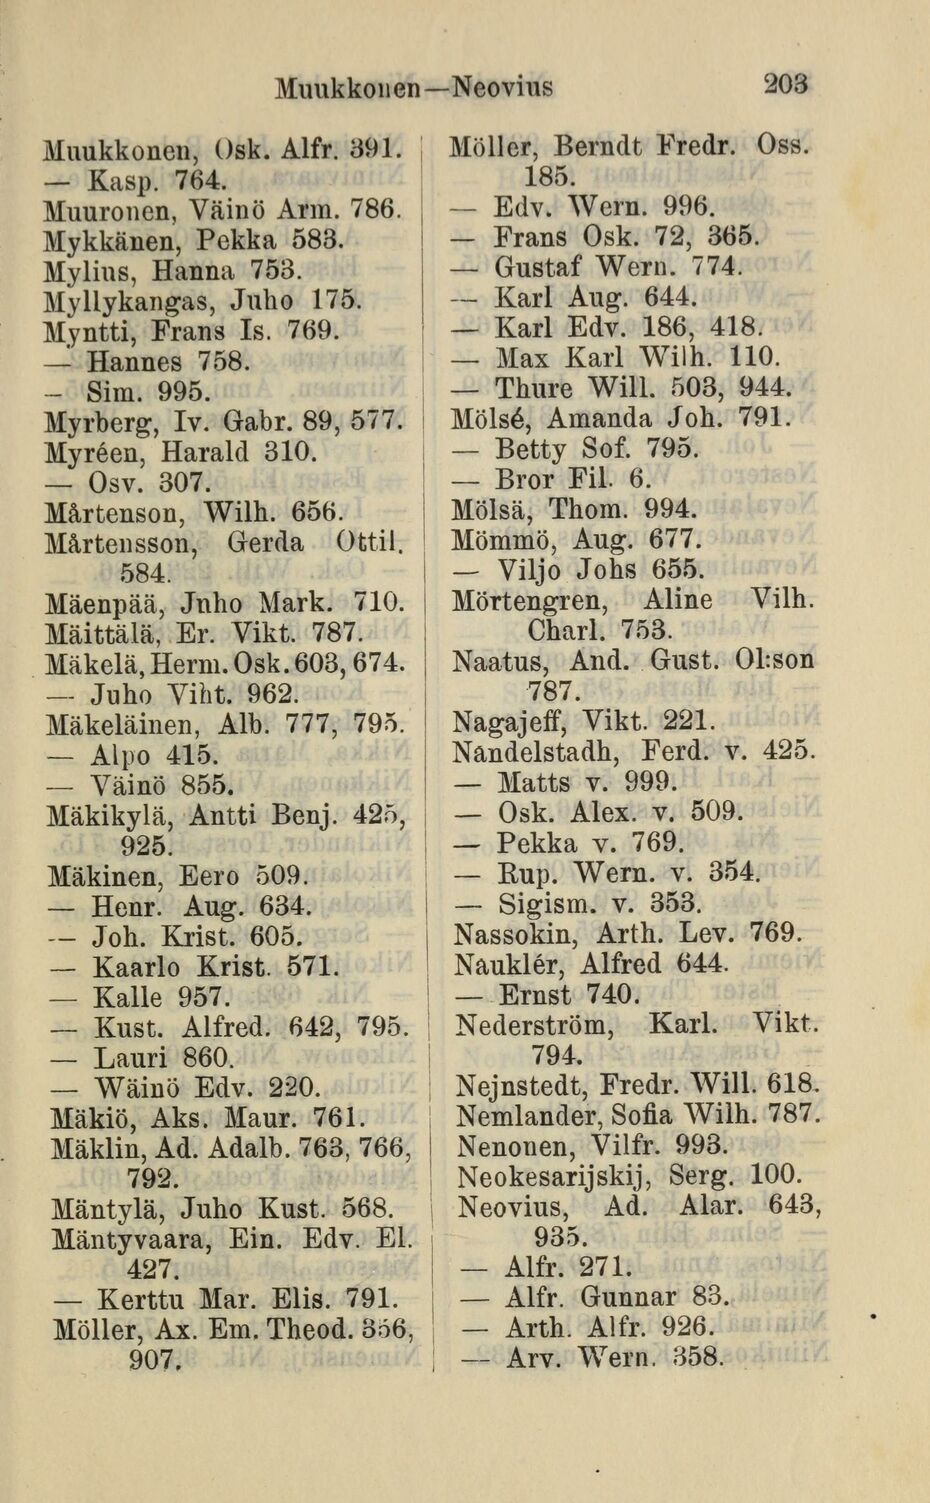 Muukkonen—Neovius 203
Muukkonen, Osk. Alfr. 391.
— Kasp. 764.
Muuronen, Väinö Arm. 786.
Mykkänen, Pekka 583.
Mylius, Hanna 753.
Myllykangas, Juho 175.
Myntti, Frans Is. 769.
— Hannes 758.
– Sim. 995.
Myrberg, Iv. Gabr. 89, 577.
Myréen, Harald 310.
— Osv. 307.
Mårtenson, Wilh. 656.
Mårtensson, Gerda Ottil.
584.
Mäenpää, Juho Mark. 710.
Mäittälä, Er. Vikt. 787.
Mäkelä, Herm. Osk. 603, 674.
— Juho Viht. 962.
Mäkeläinen, Alb. 777, 795.
— Alpo 415.
— Väinö 855.
Mäkikylä, Antti Benj. 425,
925.
Mäkinen, Eero 509.
— Henr. Aug. 634.
— Joh. Krist. 605.
— Kaarlo Krist. 571.
— Kalle 957.
— Kust. Alfred. 642, 795.
— Lauri 860.
— Wäinö Edv. 220.
Mäkiö, Aks. Maur. 761.
Mäklin, Ad. Adalb. 763, 766,
792.
Mäntylä, Juho Kust. 568.
Mäntyvaara, Ein. Edv. El.
427.
— Kerttu Mar. Elis. 791.
Möller, Ax. Em. Theod. 356,
907.
Möller, Berndt Fredr. Oss.
185.
— Edv. Wern. 996.
— Frans Osk. 72, 365.
— Gustaf Wern. 774.
— Karl Aug. 644.
— Karl Edv. 186, 418.
— Max Karl Wilh. 110.
— Thure Will. 503, 944.
Mölsé, Amanda Joh. 791.
— Betty Sof. 795.
— Bror Fil. 6.
Mölsä, Thom. 994.
Mömmö, Aug. 677.
— Viljo Johs 655.
Mörtengren, Aline Vilh.
Charl. 753.
Naatus, And. Gust. Ol:son
787.
Nagajeff, Vikt. 221.
Nandelstadh, Ferd. v. 425.
— Matts v. 999.
— Osk. Alex. v. 509.
— Pekka v. 769.
— Rup. Wern. v. 354.
— Sigism. v. 353.
Nassokin, Arth. Lev. 769.
Nauklér, Alfred 644.
— Ernst 740.
Nederström, Karl. Vikt.
794.
Nejnstedt, Fredr. Will. 618.
Nemlander, Sofia Wilh. 787.
Nenonen, Vilfr. 993.
Neokesarijskij, Serg. 100.
Neovius, Ad. Alar. 643,
935.
— Alfr. 271.
— Alfr. Gunnar 83.
— Arth. Alfr. 926.
— Arv. Wern. 358.